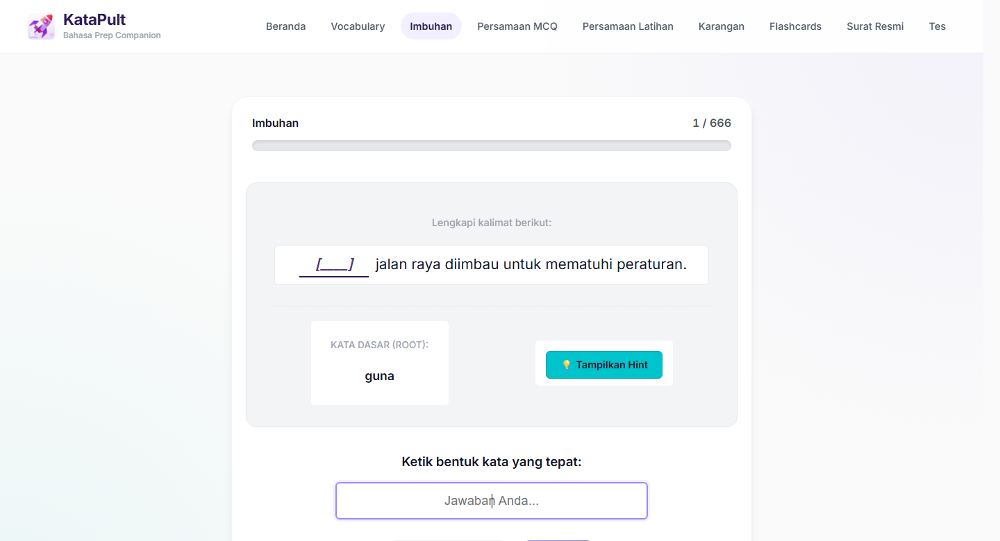 KataPult
Bahasa Prep Companion
Beranda Vocabulary Imbuhan Persamaan MCQ Persamaan Latihan Karangan Flashcards Surat Resmi Tes
Imbuhan 1 / 666
Lengkapi kalimat berikut:
[____] jalan raya diimbau untuk mematuhi peraturan.
KATA DASAR (ROOT):
guna
💡 Tampilkan Hint
Ketik bentuk kata yang tepat:
Jawaban Anda...